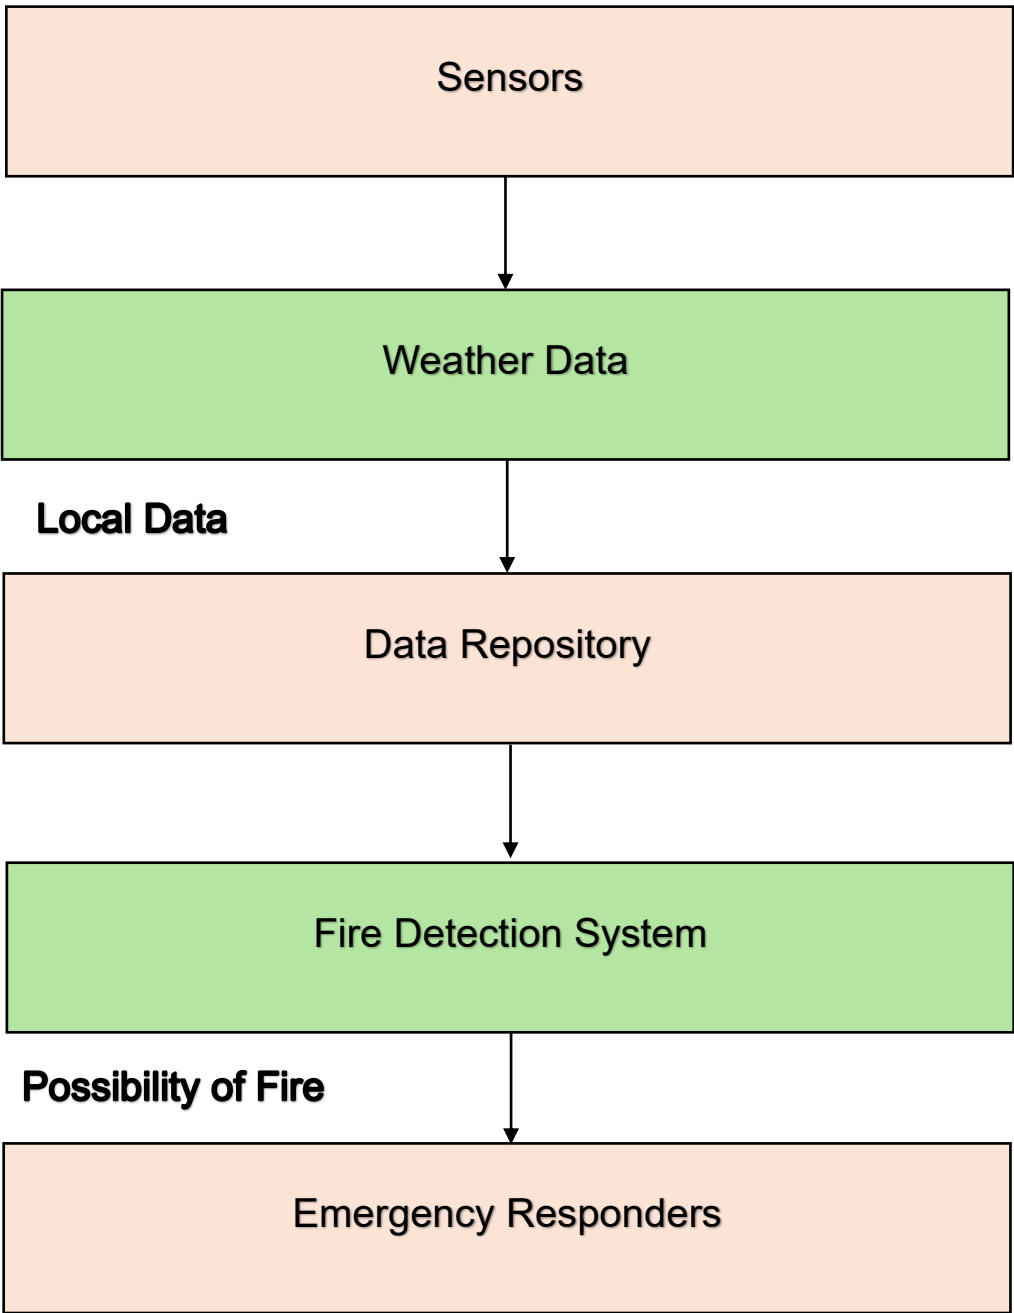 Sensors
Weather Data
Local Data
Data Repository
Fire Detection System
Possibility of Fire
Emergency Responders